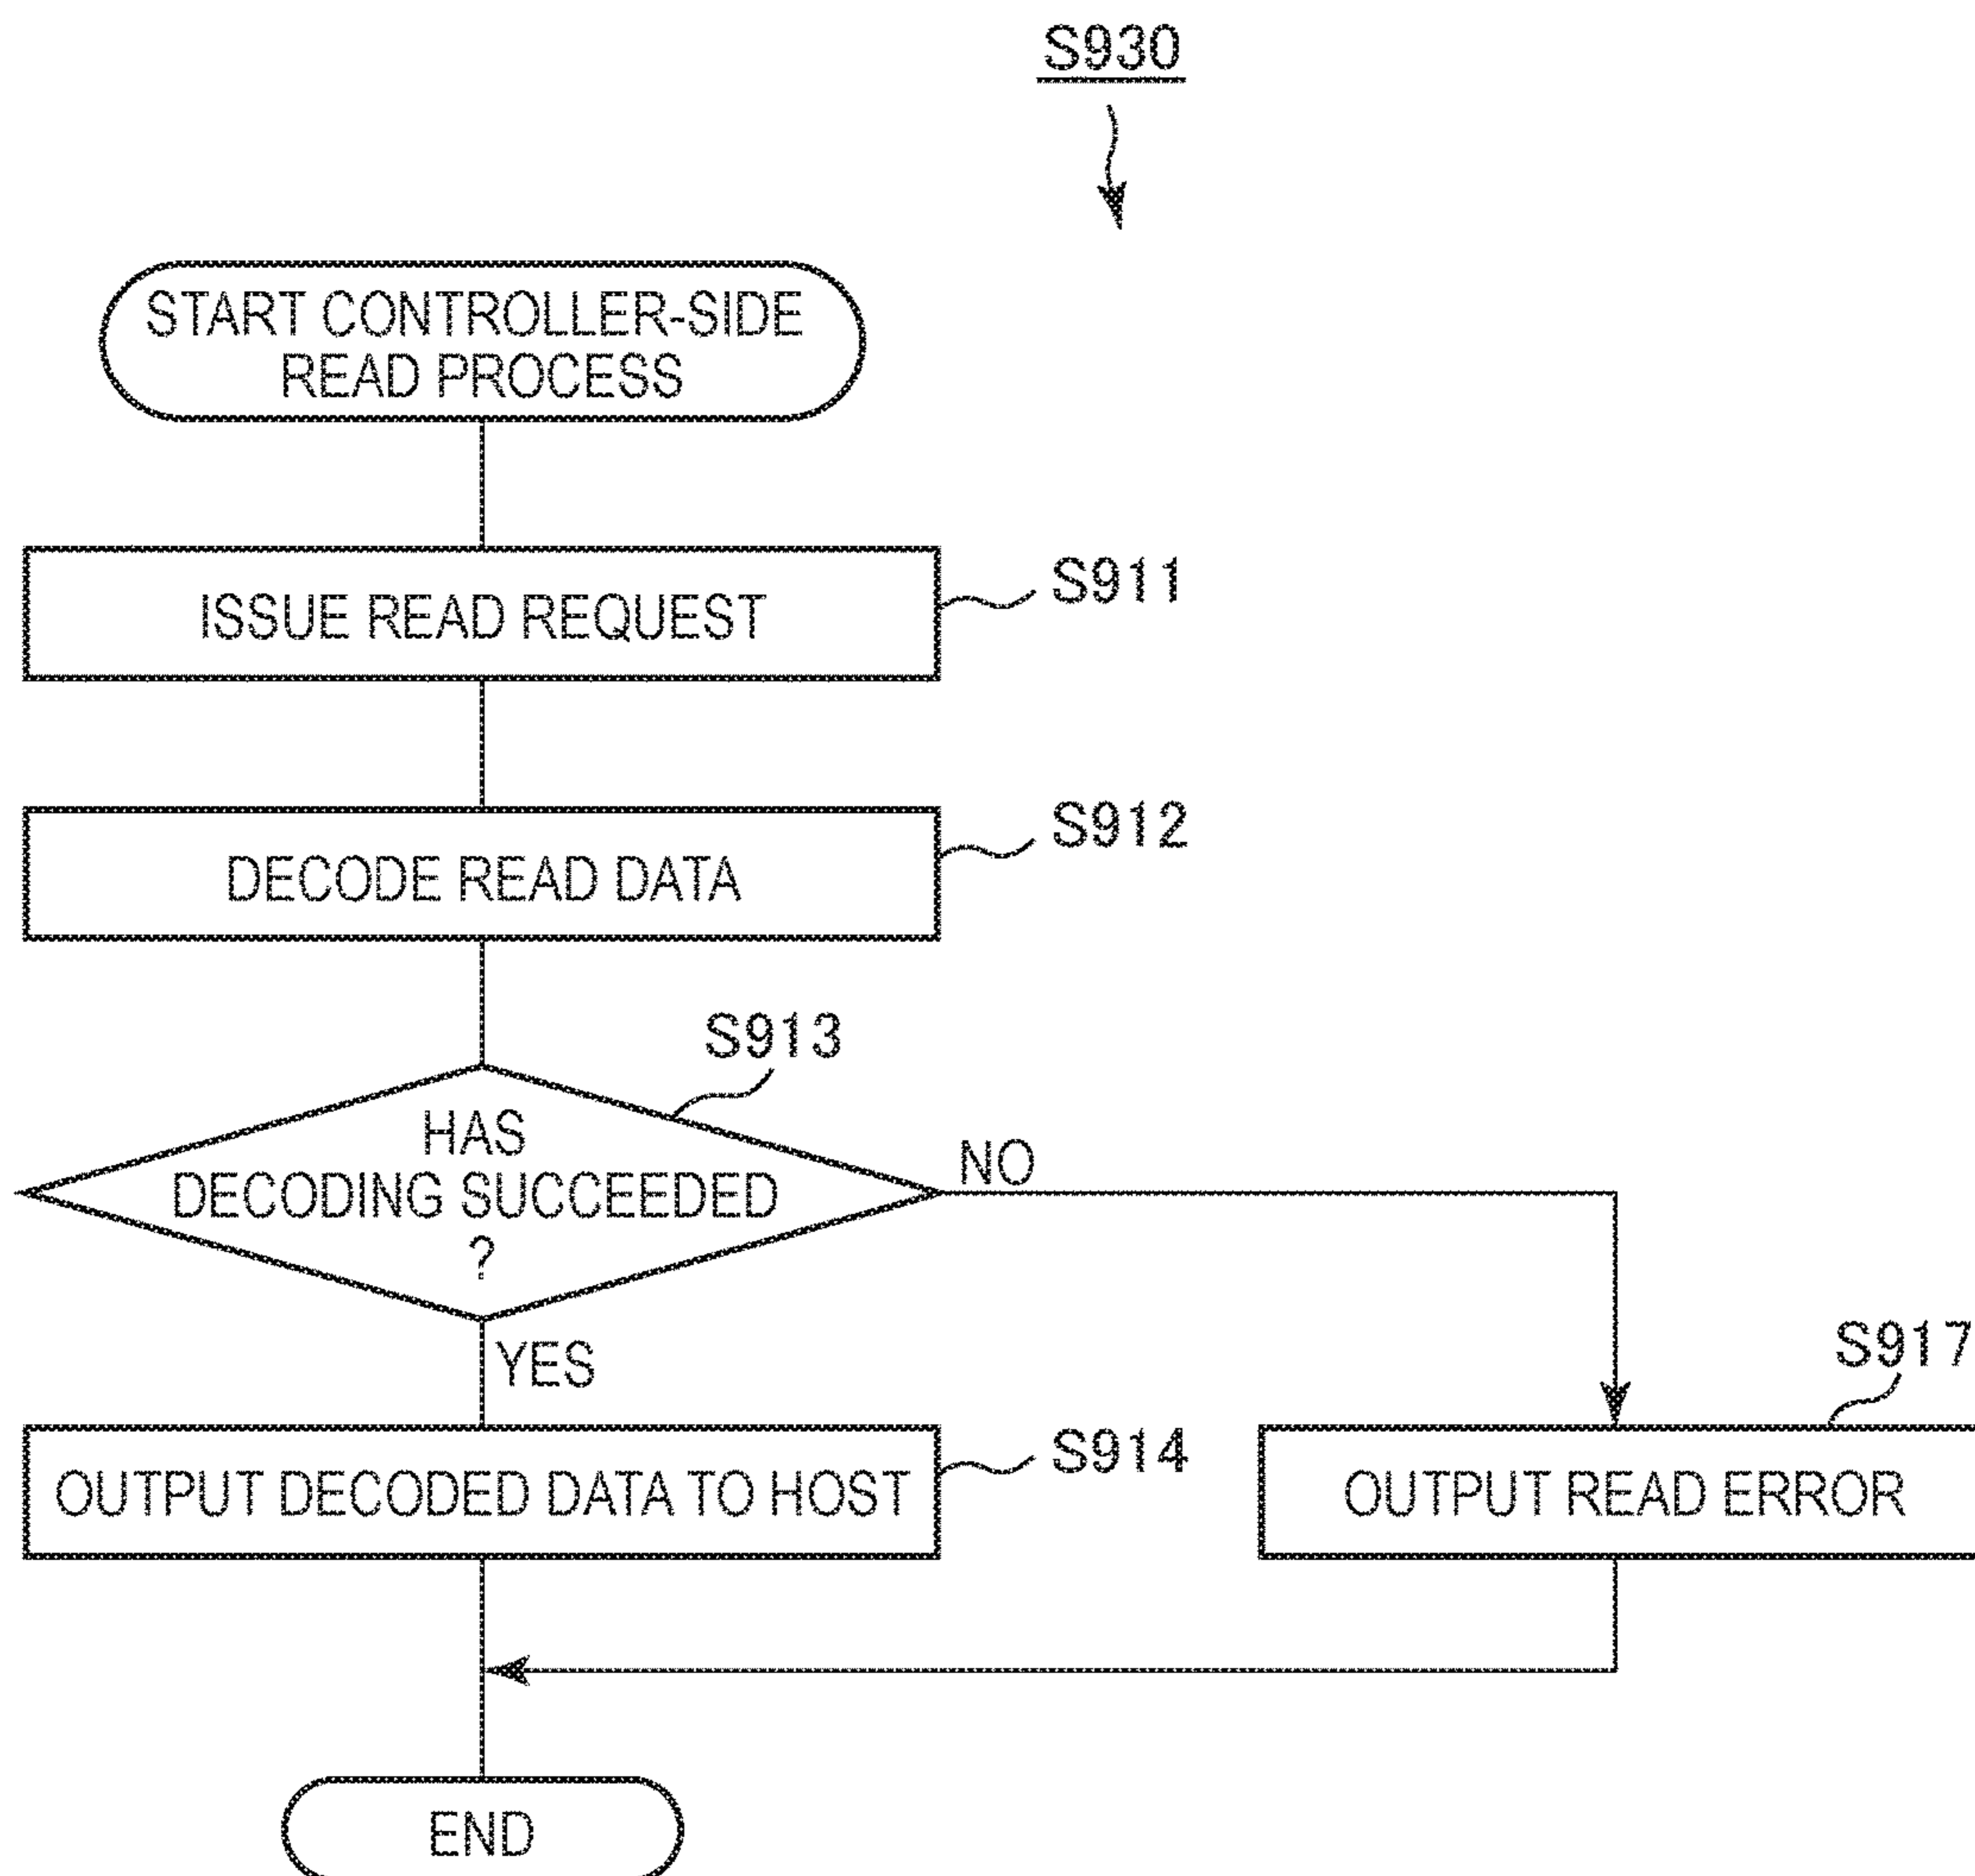 S930
START CONTROLLER-SIDE
READ PROCESS
ISSUE READ REQUEST
S911
DECODE READ DATA
S912
S913
HAS
DECODING SUCCEEDED
?
NO
YES
S917
OUTPUT DECODED DATA TO HOST
S914
OUTPUT READ ERROR
END